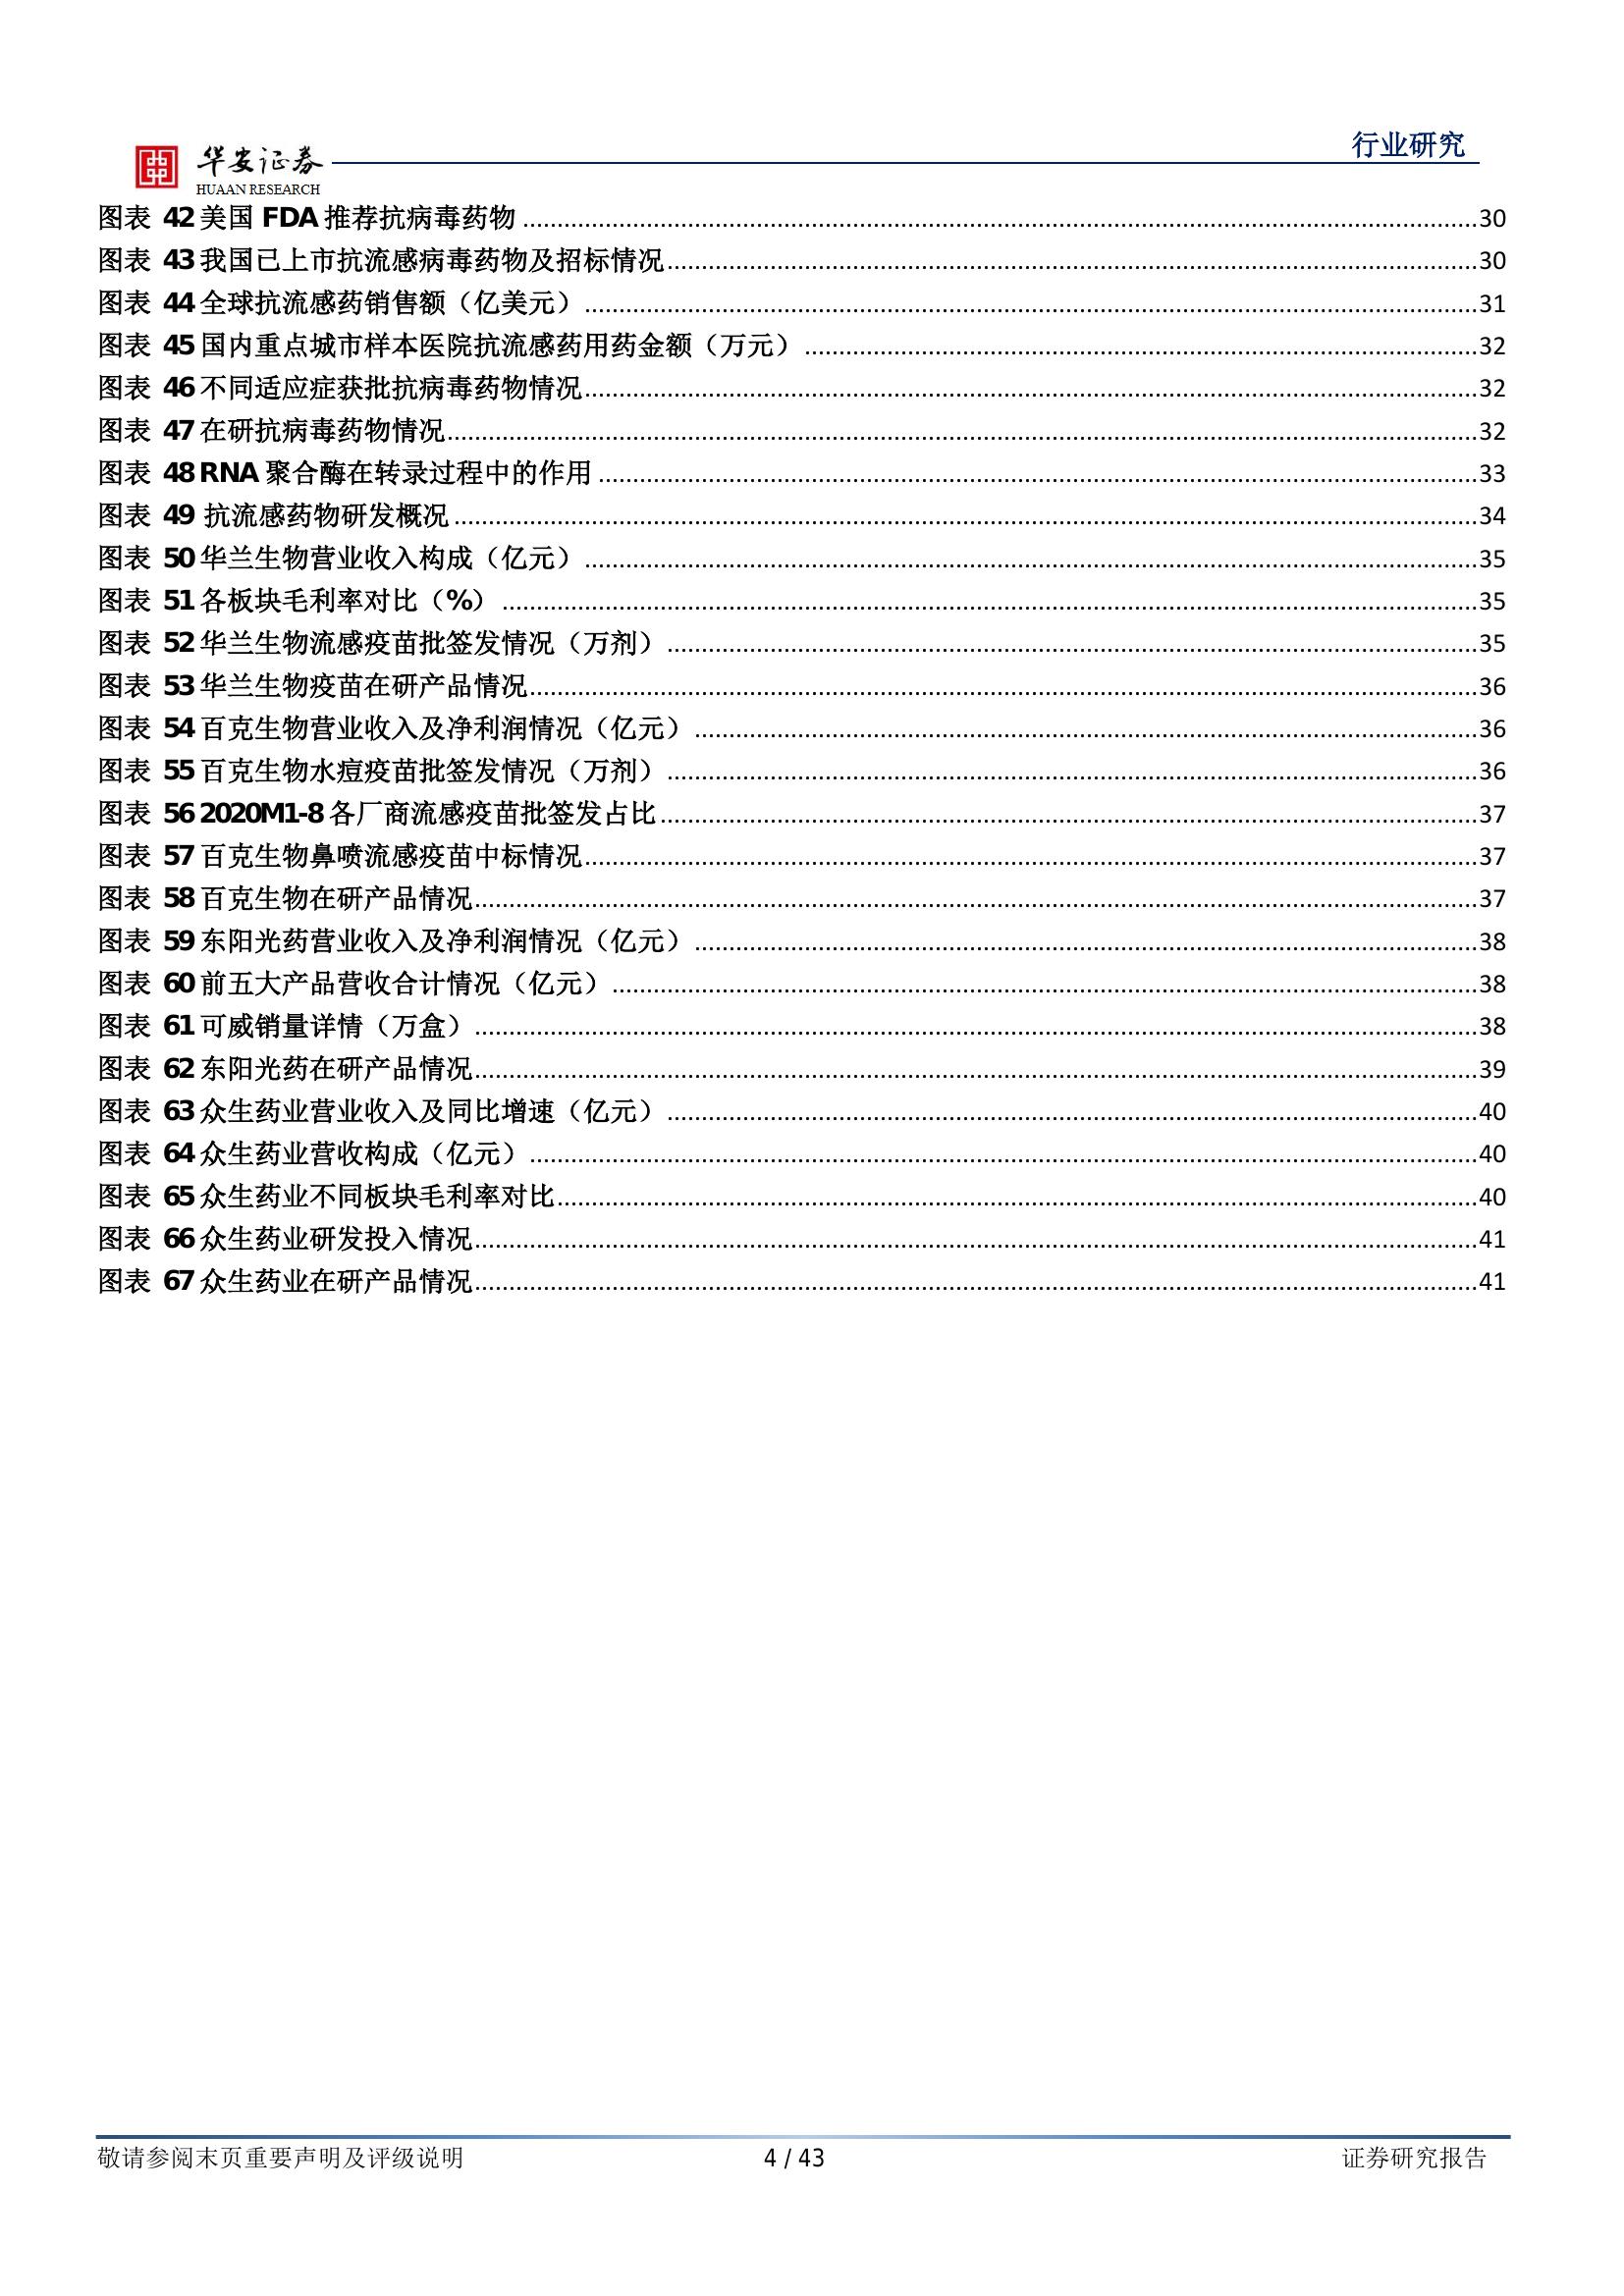 行业研究
华安证券
HUAAN RESEARCH
图表 42 美国 FDA 推荐抗病毒药物 ........ 30
图表 43 我国已上市抗流感病毒药物及招标情况 ........ 30
图表 44 全球抗流感药销售额（亿美元） ........ 31
图表 45 国内重点城市样本医院抗流感药用药金额（万元） ........ 32
图表 46 不同适应症获批抗病毒药物情况 ........ 32
图表 47 在研抗病毒药物情况 ........ 32
图表 48 RNA 聚合酶在转录过程中的作用 ........ 33
图表 49 抗流感药物研发概况 ........ 34
图表 50 华兰生物营业收入构成（亿元） ........ 35
图表 51 各板块毛利率对比（%） ........ 35
图表 52 华兰生物流感疫苗批签发情况（万剂） ........ 35
图表 53 华兰生物疫苗在研产品情况 ........ 36
图表 54 百克生物营业收入及净利润情况（亿元） ........ 36
图表 55 百克生物水痘疫苗批签发情况（万剂） ........ 36
图表 56 2020M1-8 各厂商流感疫苗批签发占比 ........ 37
图表 57 百克生物鼻喷流感疫苗中标情况 ........ 37
图表 58 百克生物在研产品情况 ........ 37
图表 59 东阳光药营业收入及净利润情况（亿元） ........ 38
图表 60 前五大产品营收合计情况（亿元） ........ 38
图表 61 可威销量详情（万盒） ........ 38
图表 62 东阳光药在研产品情况 ........ 39
图表 63 众生药业营业收入及同比增速（亿元） ........ 40
图表 64 众生药业营收构成（亿元） ........ 40
图表 65 众生药业不同板块毛利率对比 ........ 40
图表 66 众生药业研发投入情况 ........ 41
图表 67 众生药业在研产品情况 ........ 41
敬请参阅末页重要声明及评级说明 4 / 43 证券研究报告